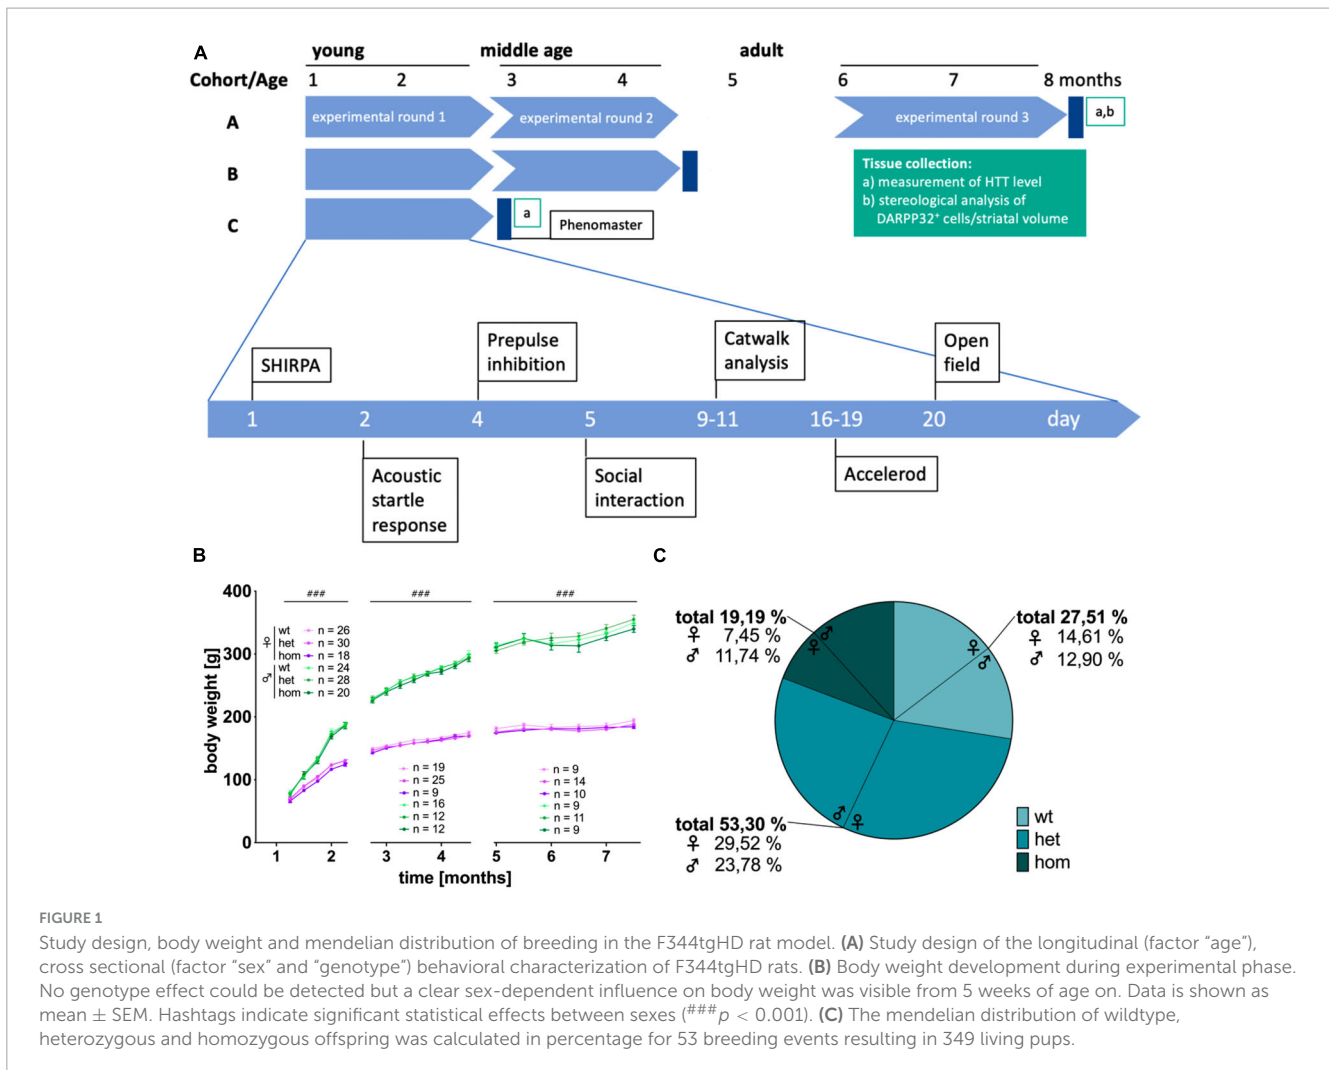 A
young
middle age
adult
Cohort/Age
1
2
3
4
5
6
7
8 months
A
experimental round 1
experimental round 2
experimental round 3
a,b
B
Tissue collection:
a) measurement of HTT level
b) stereological analysis of
DARPP32⁺ cells/striatal volume
C
a
Phenomaster
SHIRPA
Prepulse
inhibition
Catwalk
analysis
Open
field
1
2
4
5
9-11
16-19
20
day
Acoustic
startle
response
Social
interaction
Accelerod
B
body weight [g]
400
300
200
100
0
###
###
###
♀
wt n = 26
het n = 30
hom n = 18
♂
wt n = 24
het n = 28
hom n = 20
n = 19
n = 25
n = 9
n = 16
n = 12
n = 12
n = 9
n = 14
n = 10
n = 9
n = 11
n = 9
1
2
3
4
5
6
7
time [months]
C
total 19,19 %
♀ 7,45 %
♂ 11,74 %
♀ ♂
total 27,51 %
♀ 14,61 %
♂ 12,90 %
♀ ♂
total 53,30 %
♀ 29,52 %
♂ 23,78 %
♂ ♀
wt
het
hom
FIGURE 1
Study design, body weight and mendelian distribution of breeding in the F344tgHD rat model. (A) Study design of the longitudinal (factor “age“),
cross sectional (factor “sex“ and “genotype“) behavioral characterization of F344tgHD rats. (B) Body weight development during experimental phase.
No genotype effect could be detected but a clear sex-dependent influence on body weight was visible from 5 weeks of age on. Data is shown as
mean ± SEM. Hashtags indicate significant statistical effects between sexes (###p < 0.001). (C) The mendelian distribution of wildtype,
heterozygous and homozygous offspring was calculated in percentage for 53 breeding events resulting in 349 living pups.